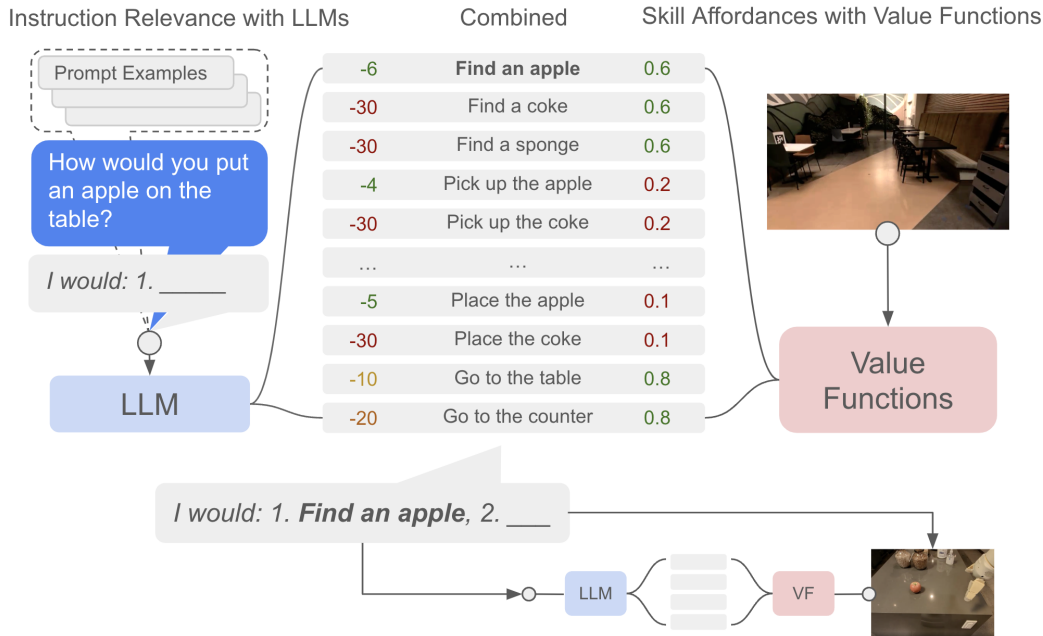 Instruction Relevance with LLMs
Combined
Skill Affordances with Value Functions
Prompt Examples
How would you put
an apple on the
table?
I would: 1. _____
LLM
-6 Find an apple 0.6
-30 Find a coke 0.6
-30 Find a sponge 0.6
-4 Pick up the apple 0.2
-30 Pick up the coke 0.2
... ... ...
-5 Place the apple 0.1
-30 Place the coke 0.1
-10 Go to the table 0.8
-20 Go to the counter 0.8
Value
Functions
I would: 1. Find an apple, 2. ___
LLM
VF